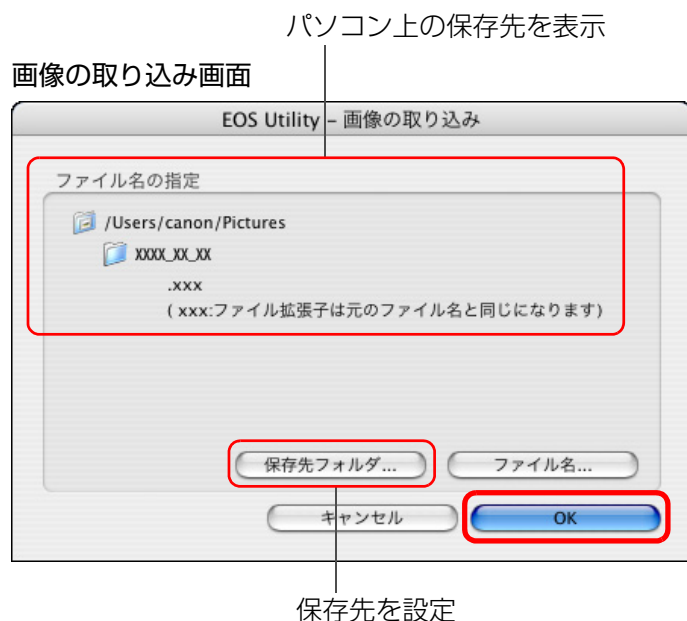 パソコン上の保存先を表示
画像の取り込み画面
EOS Utility – 画像の取り込み
ファイル名の指定
/Users/canon/Pictures
XXXX_XX_XX
.xxx
( xxx:ファイル拡張子は元のファイル名と同じになります)
保存先フォルダ... ファイル名...
キャンセル OK
保存先を設定